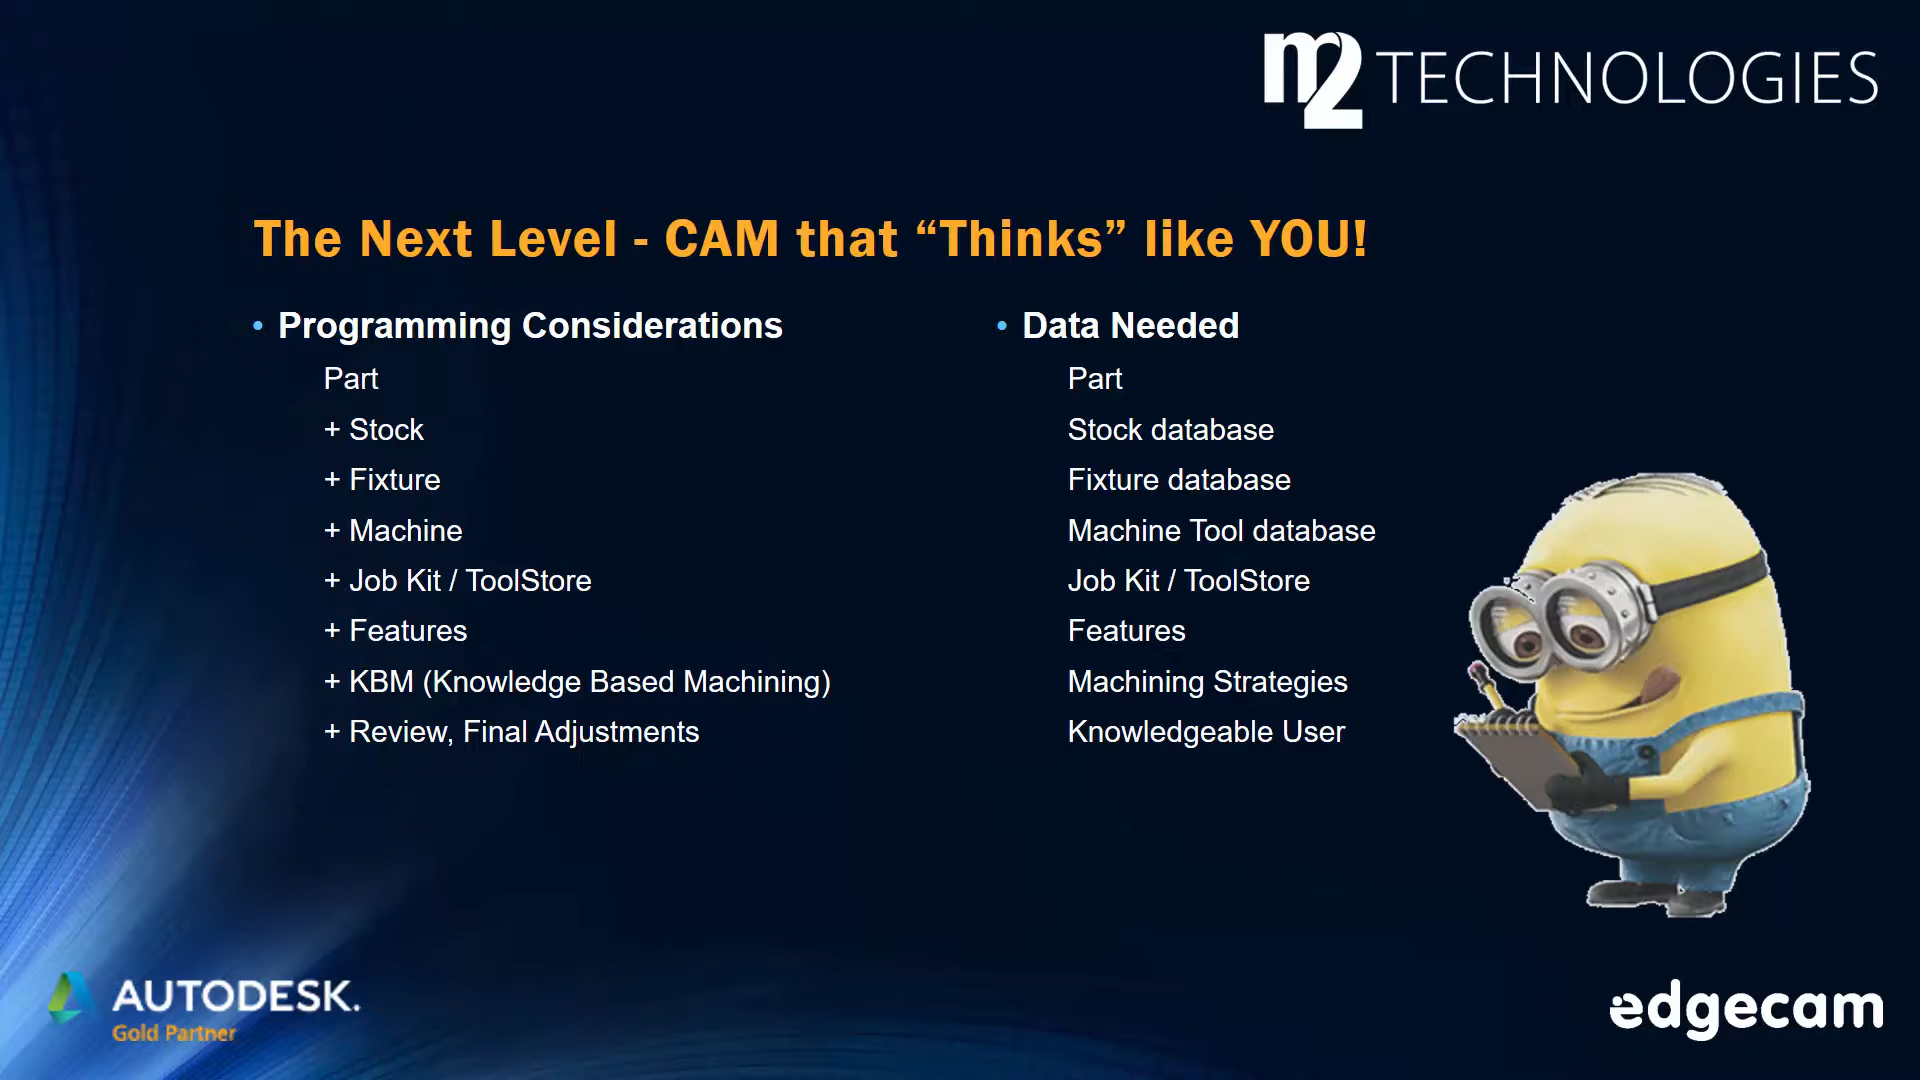 m2 TECHNOLOGIES
The Next Level - CAM that “Thinks” like YOU!
• Programming Considerations
Part
+ Stock
+ Fixture
+ Machine
+ Job Kit / ToolStore
+ Features
+ KBM (Knowledge Based Machining)
+ Review, Final Adjustments
• Data Needed
Part
Stock database
Fixture database
Machine Tool database
Job Kit / ToolStore
Features
Machining Strategies
Knowledgeable User
AUTODESK.
Gold Partner
edgecam